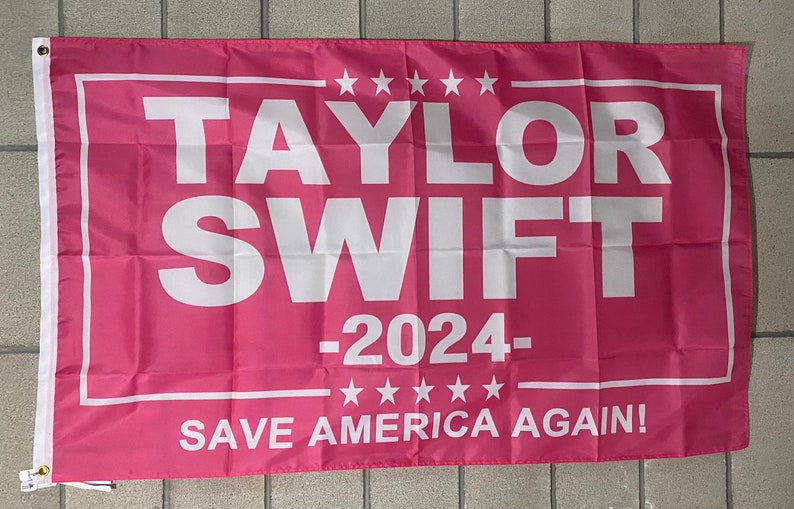 TAYLOR
SWIFT
-2024-
SAVE AMERICA AGAIN!